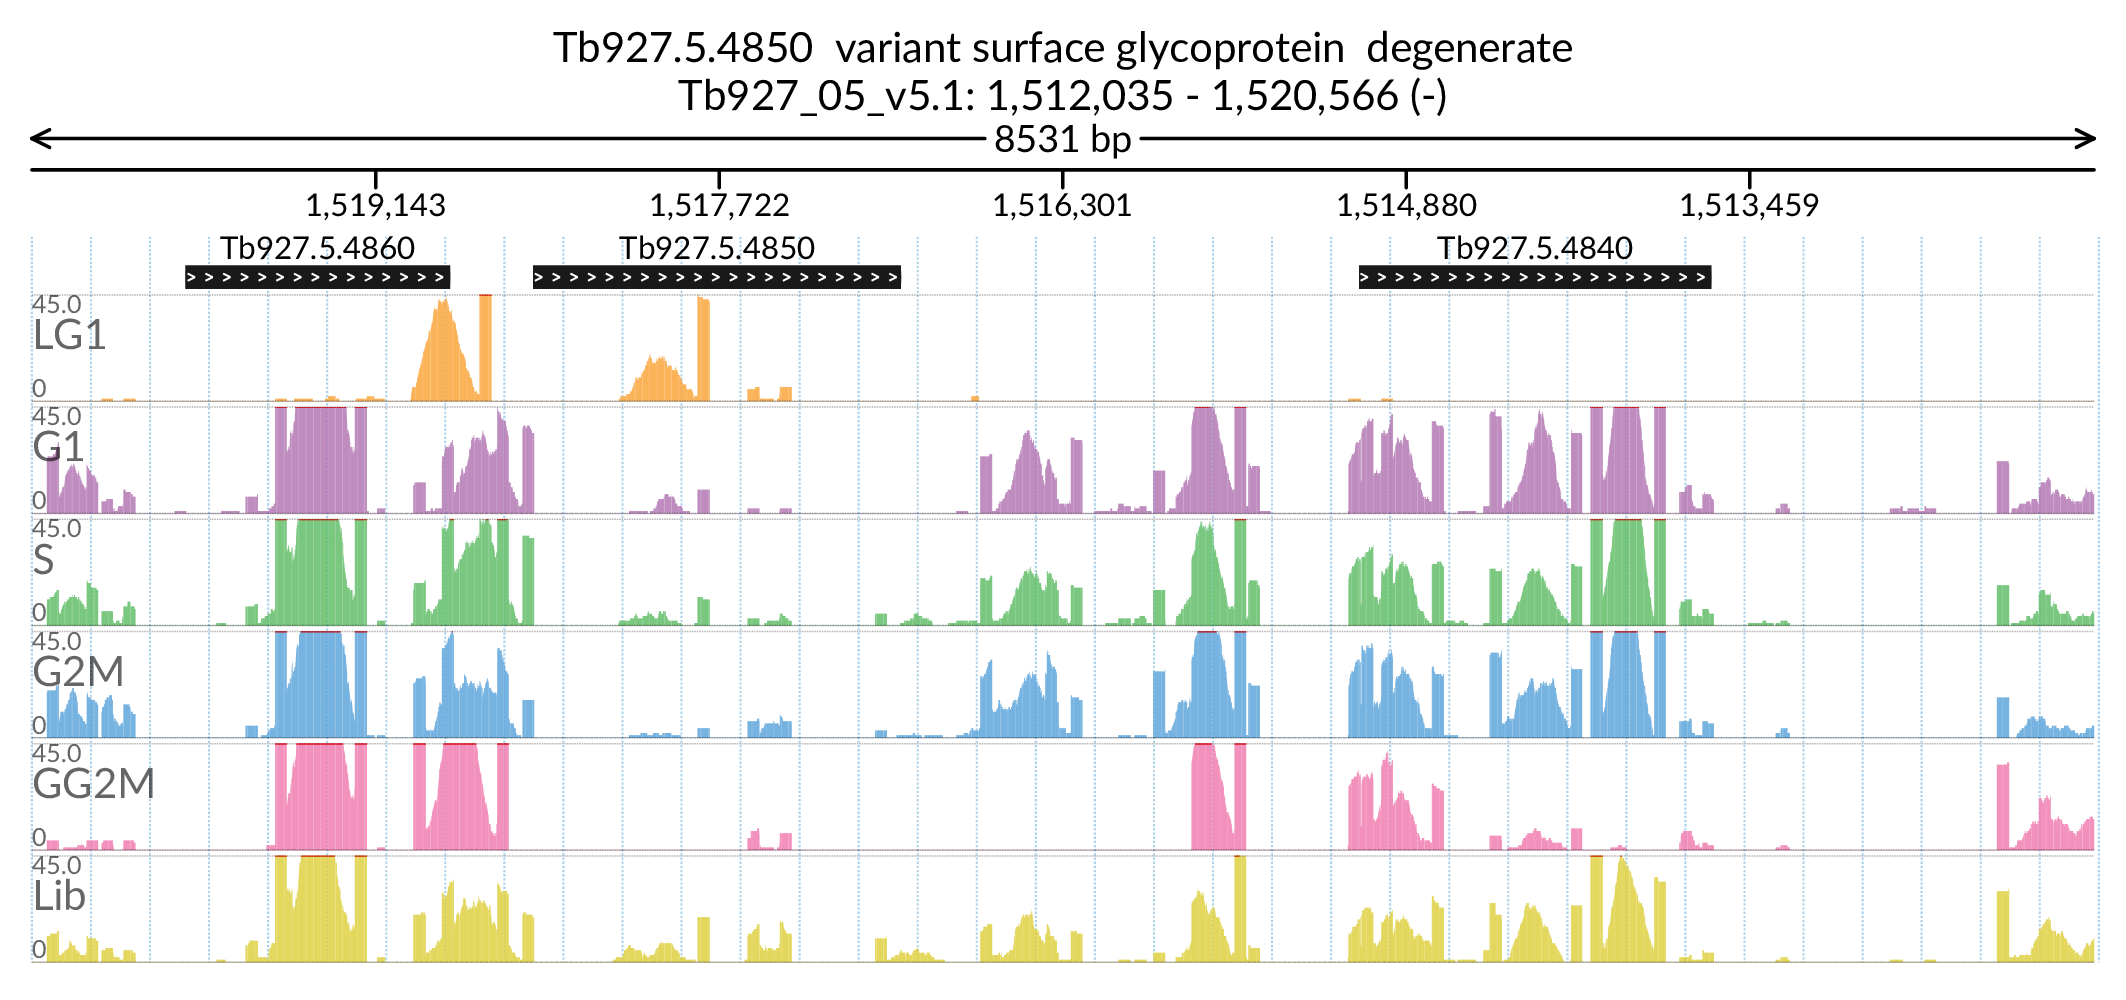 Tb927.5.4850 variant surface glycoprotein degenerate
Tb927_05_v5.1: 1,512,035 - 1,520,566 (-)
8531 bp
1,519,143 1,517,722 1,516,301 1,514,880 1,513,459
Tb927.5.4860 Tb927.5.4850 Tb927.5.4840
45.0
LG1
0
45.0
G1
0
45.0
S
0
45.0
G2M
0
45.0
GG2M
0
45.0
Lib
0